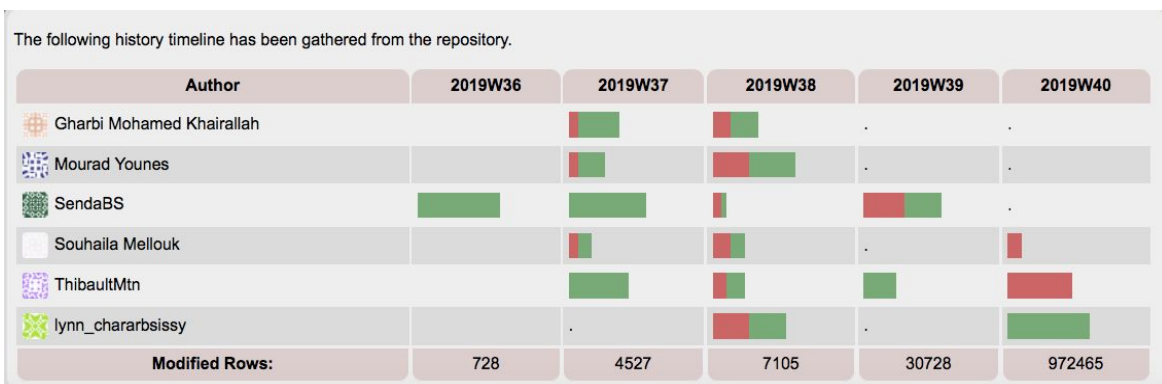 The following history timeline has been gathered from the repository.
Author 2019W36 2019W37 2019W38 2019W39 2019W40
Gharbi Mohamed Khairallah . .
Mourad Younes . .
SendaBS .
Souhaila Mellouk .
ThibaultMtn
lynn_chararbsissy . .
Modified Rows: 728 4527 7105 30728 972465